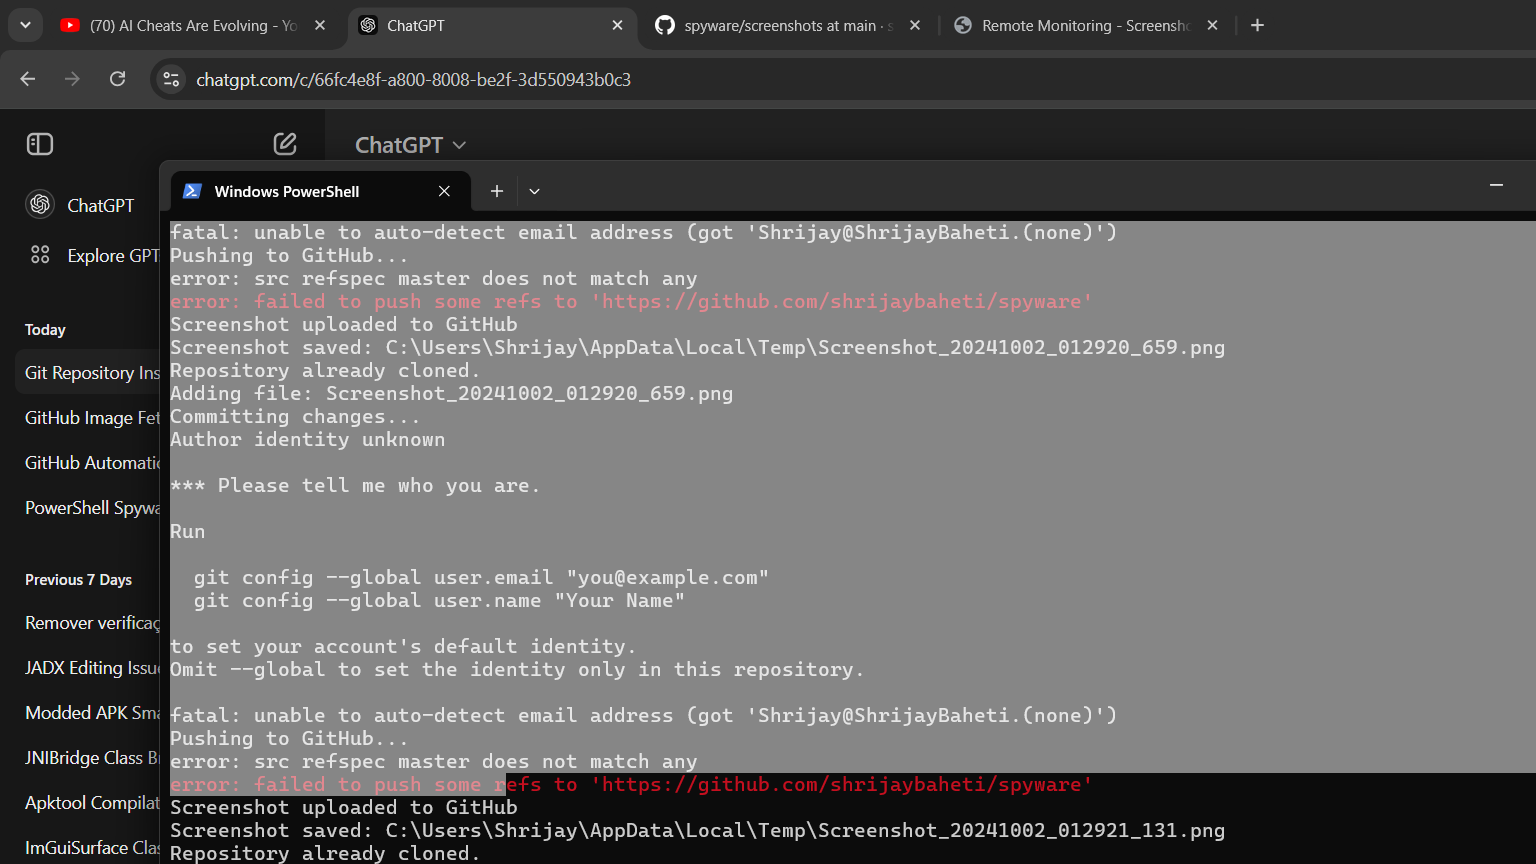 (70) AI Cheats Are Evolving - Yo
ChatGPT
spyware/screenshots at main · s
Remote Monitoring - Screensho
chatgpt.com/c/66fc4e8f-a800-8008-be2f-3d550943b0c3
ChatGPT
Windows PowerShell
ChatGPT
Explore GPT
Today
Git Repository Ins
GitHub Image Fet
GitHub Automatic
PowerShell Spywa
Previous 7 Days
Remover verificaç
JADX Editing Issue
Modded APK Sma
JNIBridge Class B
Apktool Compilat
ImGuiSurface Clas
fatal: unable to auto-detect email address (got 'Shrijay@ShrijayBaheti.(none)')
Pushing to GitHub...
error: src refspec master does not match any
error: failed to push some refs to 'https://github.com/shrijaybaheti/spyware'
Screenshot uploaded to GitHub
Screenshot saved: C:\Users\Shrijay\AppData\Local\Temp\Screenshot_20241002_012920_659.png
Repository already cloned.
Adding file: Screenshot_20241002_012920_659.png
Committing changes...
Author identity unknown
*** Please tell me who you are.
Run
git config --global user.email "you@example.com"
git config --global user.name "Your Name"
to set your account's default identity.
Omit --global to set the identity only in this repository.
fatal: unable to auto-detect email address (got 'Shrijay@ShrijayBaheti.(none)')
Pushing to GitHub...
error: src refspec master does not match any
error: failed to push some refs to 'https://github.com/shrijaybaheti/spyware'
Screenshot uploaded to GitHub
Screenshot saved: C:\Users\Shrijay\AppData\Local\Temp\Screenshot_20241002_012921_131.png
Repository already cloned.